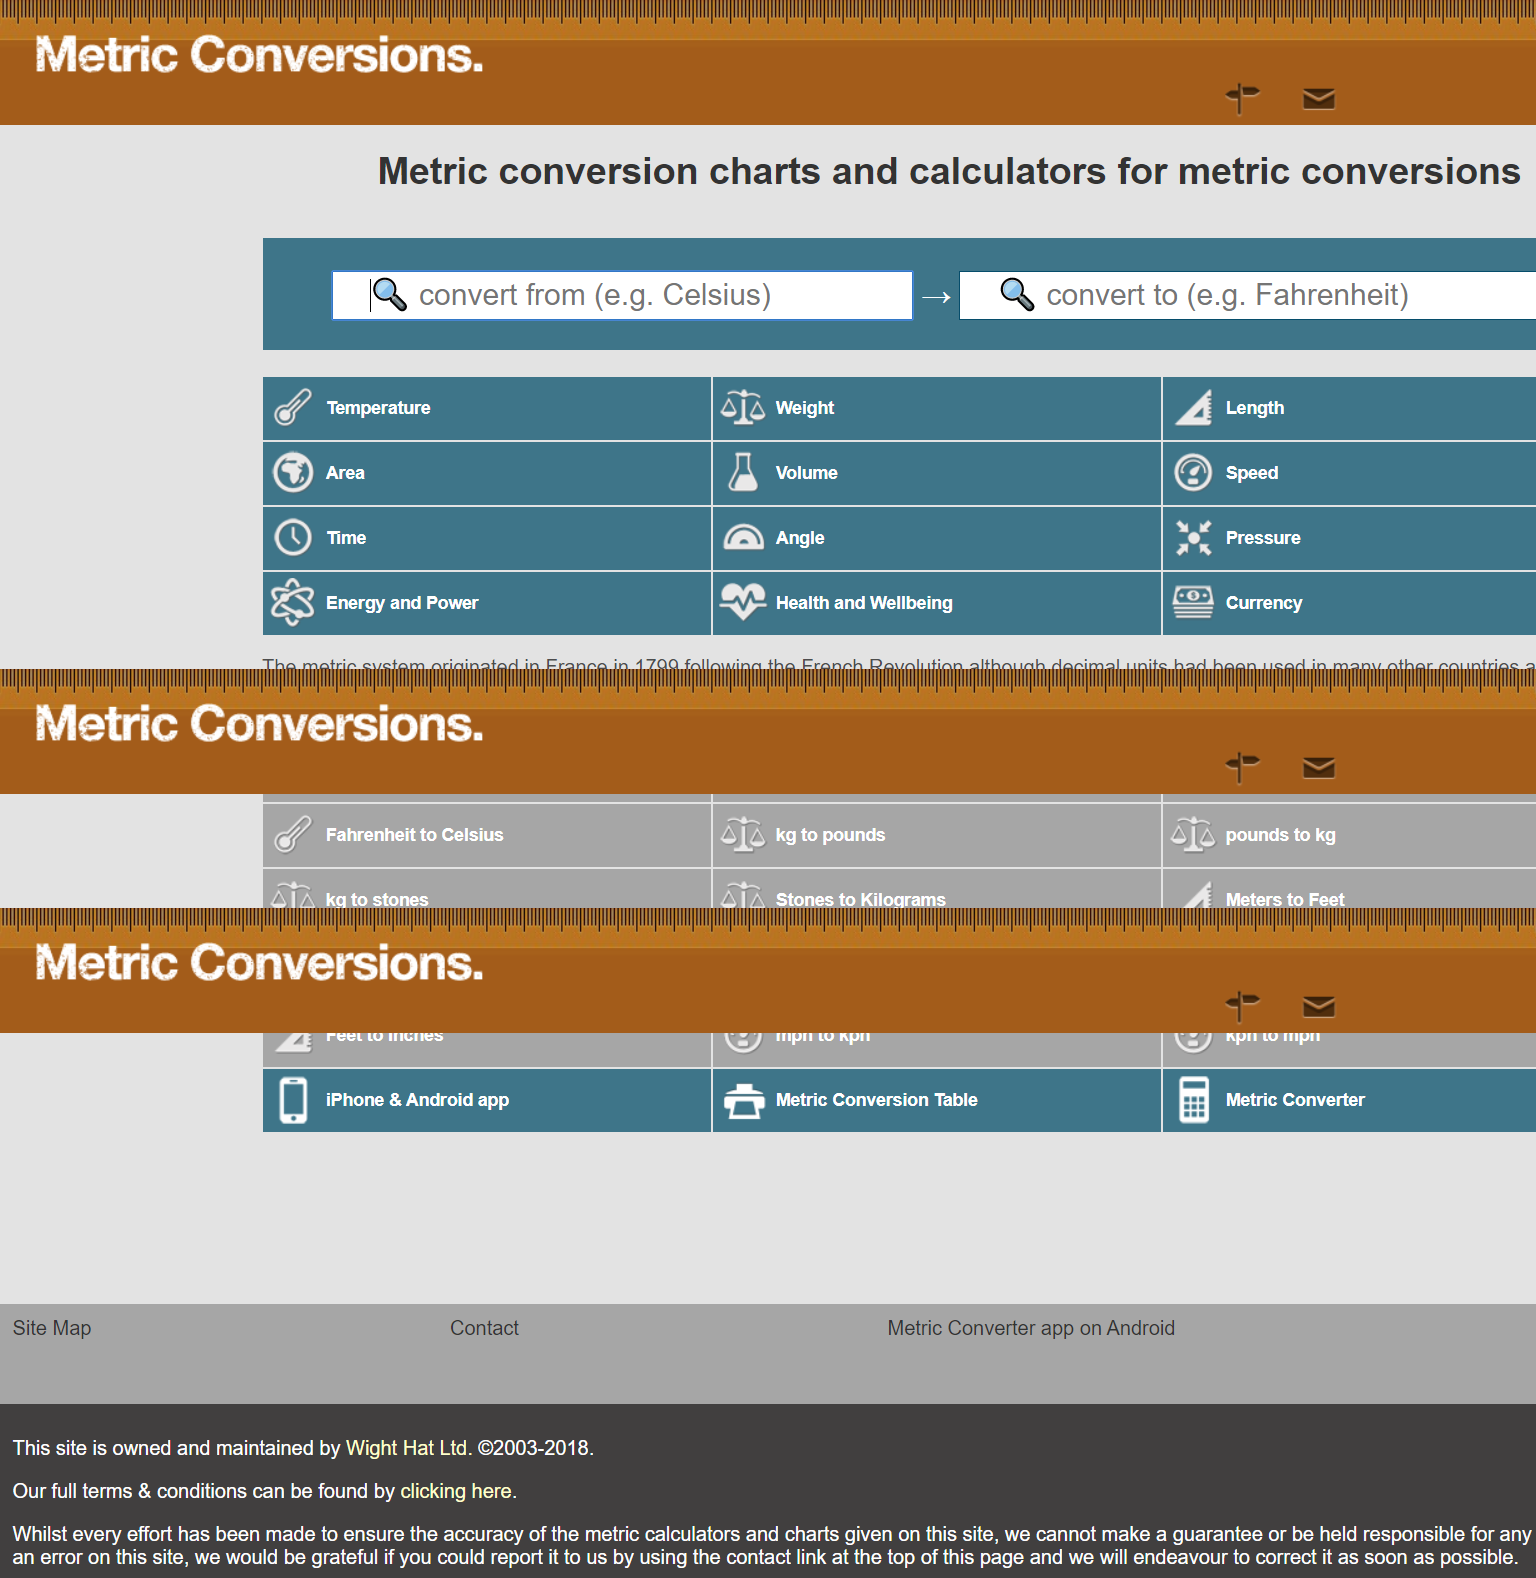 Metric Conversions.
Metric conversion charts and calculators for metric conversions
convert from (e.g. Celsius) → convert to (e.g. Fahrenheit)
Temperature Weight Length
Area Volume Speed
Time Angle Pressure
Energy and Power Health and Wellbeing Currency
The metric system originated in France in 1799 following the French Revolution although decimal units had been used in many other countries a
Metric Conversions.
Fahrenheit to Celsius kg to pounds pounds to kg
kg to stones Stones to Kilograms Meters to Feet
Metric Conversions.
Feet to Inches mph to kph kph to mph
iPhone & Android app Metric Conversion Table Metric Converter
Site Map Contact Metric Converter app on Android
This site is owned and maintained by Wight Hat Ltd. ©2003-2018.
Our full terms & conditions can be found by clicking here.
Whilst every effort has been made to ensure the accuracy of the metric calculators and charts given on this site, we cannot make a guarantee or be held responsible for any
an error on this site, we would be grateful if you could report it to us by using the contact link at the top of this page and we will endeavour to correct it as soon as possible.